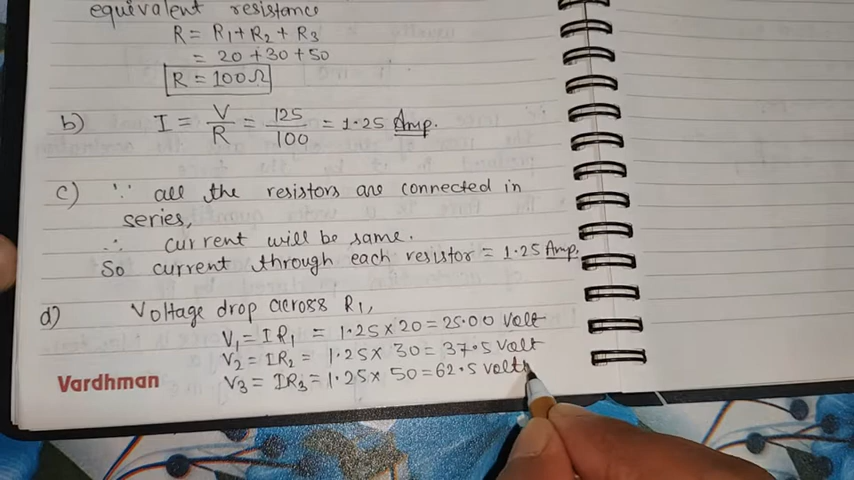 equivalent resistance
R = R₁ + R₂ + R₃
= 20 + 30 + 50
R = 100Ω
b) I = V/R = 125/100 = 1.25 Amp.
c) ∵ all the resistors are connected in
series,
∴ current will be same.
So current through each resistor = 1.25 Amp.
d) Voltage drop across R₁,
V₁ = IR₁ = 1.25 × 20 = 25.00 Volt
V₂ = IR₂ = 1.25 × 30 = 37.5 Volt
V₃ = IR₃ = 1.25 × 50 = 62.5 volt
Vardhman